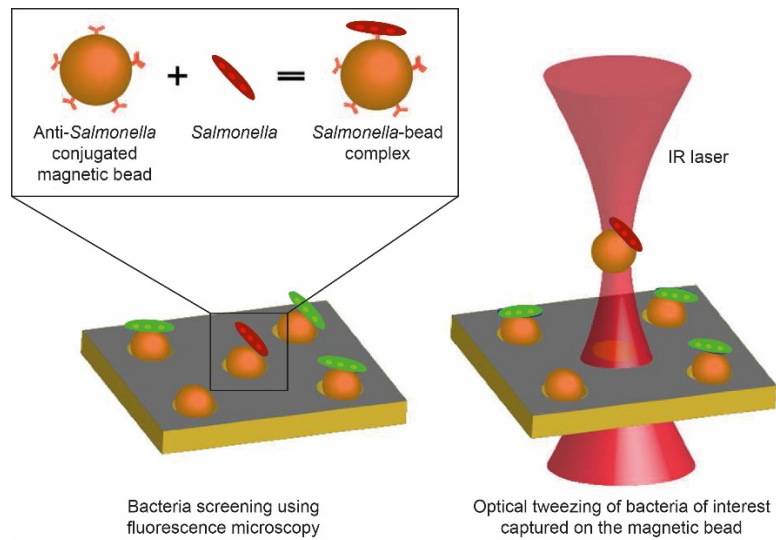 +
=
Anti-Salmonella
conjugated
magnetic bead
Salmonella
Salmonella-bead
complex
IR laser
Bacteria screening using
fluorescence microscopy
Optical tweezing of bacteria of interest
captured on the magnetic bead